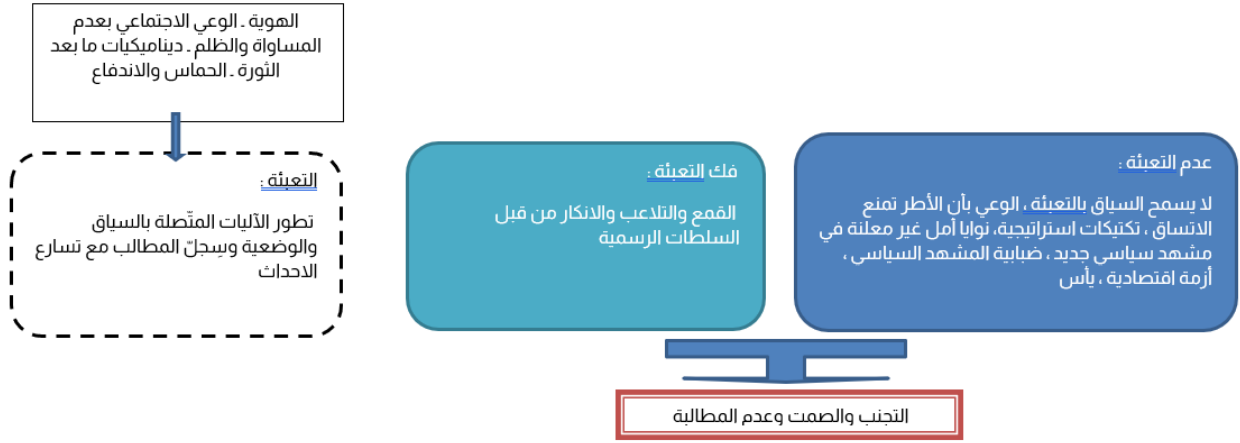 الهوية ـ الوعي الاجتماعي بعدم
المساواة والظلم ـ ديناميكيات ما بعد
الثورة ـ الحماس والاندفاع
عدم التعبئة :
لا يسمح السياق بالتعبئة ، الوعي بآن الأطر تمنع
الاتساق ، تكتيكات استراتيجية، نوايا أمل غير معلنة في
مشهد سياسي جديد ، ضبابية المشهد السياسي ،
أزمة اقتصادية ، يأس
فك التعبئة :
القمع والتلاعب والانكار من قبل
السلطات الرسمية
التعبئة :
تطور الآليات المتّصلة بالسياق
والوضعية وسِجلّ المطالب مع تسارع
الاحداث
التجنب والصمت وعدم المطالبة